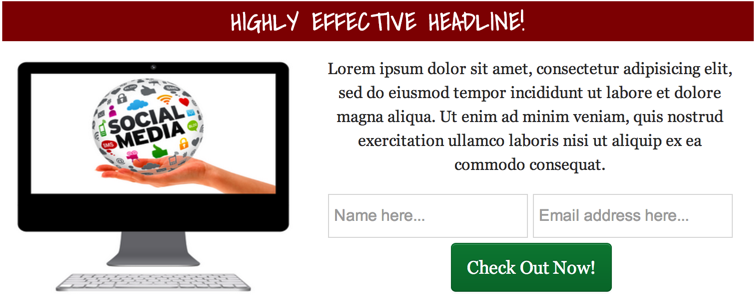 HIGHLY EFFECTIVE HEADLINE!
SOCIAL
MEDIA
SMS
Lorem ipsum dolor sit amet, consectetur adipisicing elit,
sed do eiusmod tempor incididunt ut labore et dolore
magna aliqua. Ut enim ad minim veniam, quis nostrud
exercitation ullamco laboris nisi ut aliquip ex ea
commodo consequat.
Name here... Email address here...
Check Out Now!